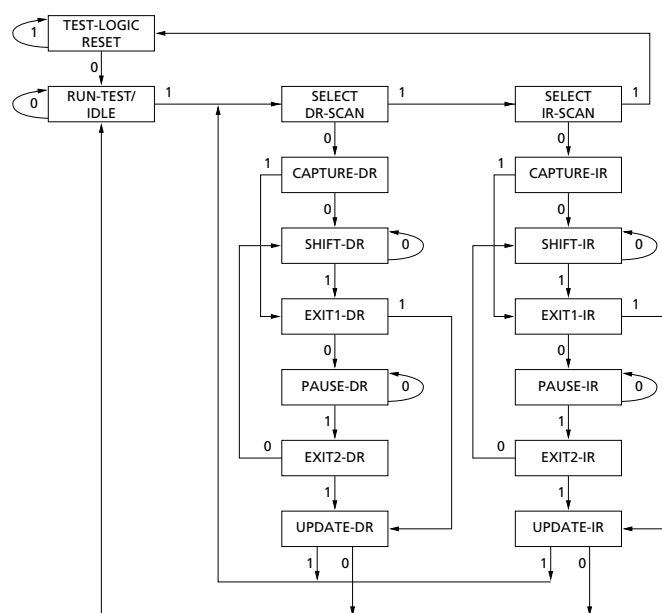 TEST-LOGIC
RESET
1
0
RUN-TEST/
IDLE
0
1
SELECT
DR-SCAN
1
SELECT
IR-SCAN
1
0
0
1
CAPTURE-DR
1
CAPTURE-IR
0
0
SHIFT-DR
0
SHIFT-IR
0
1
1
EXIT1-DR
1
EXIT1-IR
1
0
0
PAUSE-DR
0
PAUSE-IR
0
1
1
0
EXIT2-DR
0
EXIT2-IR
1
1
UPDATE-DR
UPDATE-IR
1
0
1
0